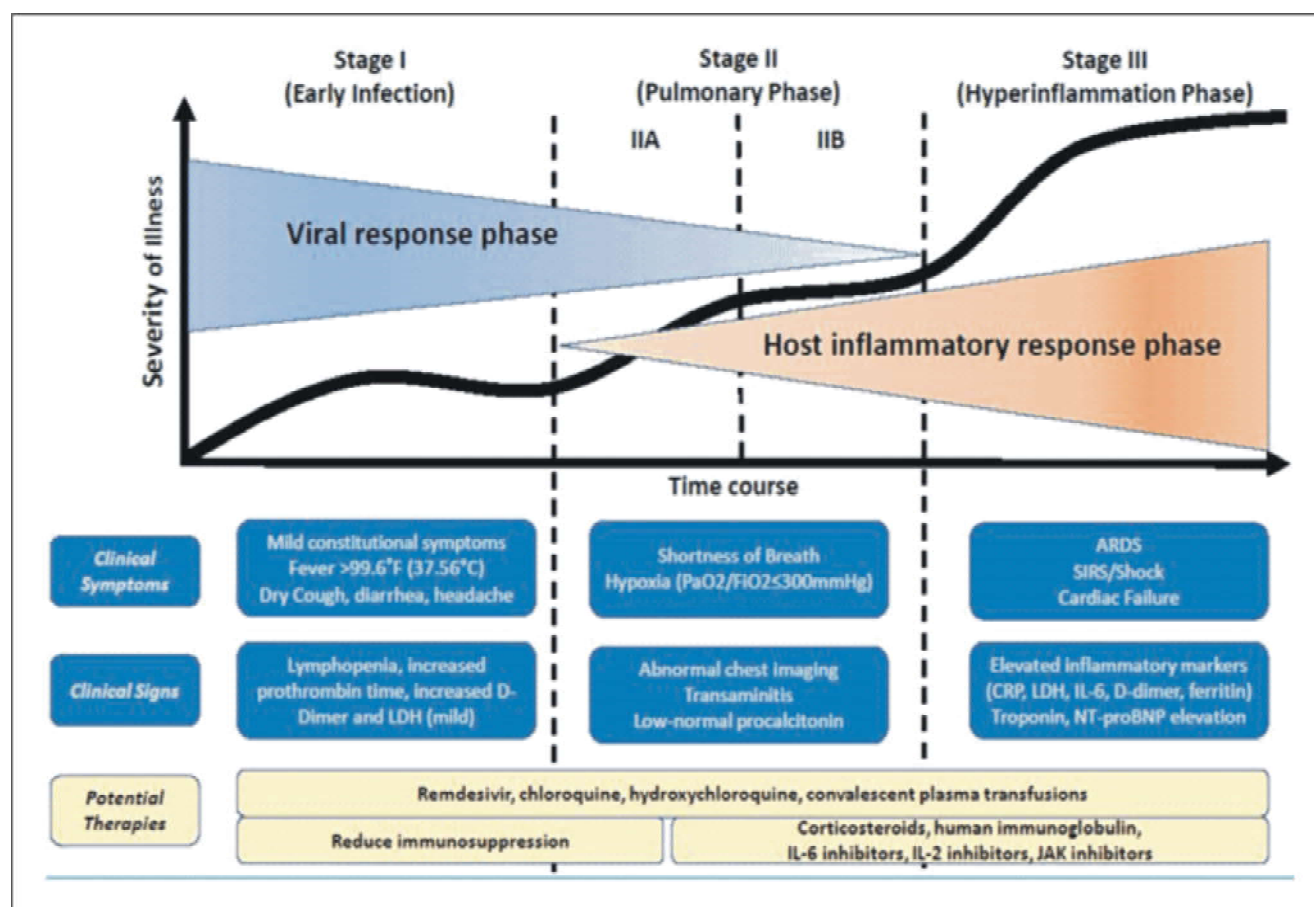 Stage I
(Early Infection)
Stage II
(Pulmonary Phase)
Stage III
(Hyperinflammation Phase)
IIA
IIB
Severity of Illness
Viral response phase
Host inflammatory response phase
Time course
Clinical
Symptoms
Mild constitutional symptoms
Fever >99.6°F (37.56°C)
Dry Cough, diarrhea, headache
Shortness of Breath
Hypoxia (PaO2/FiO2≤300mmHg)
ARDS
SIRS/Shock
Cardiac Failure
Clinical Signs
Lymphopenia, increased
prothrombin time, increased D-
Dimer and LDH (mild)
Abnormal chest imaging
Transaminitis
Low-normal procalcitonin
Elevated inflammatory markers
(CRP, LDH, IL-6, D-dimer, ferritin)
Troponin, NT-proBNP elevation
Potential
Therapies
Remdesivir, chloroquine, hydroxychloroquine, convalescent plasma transfusions
Reduce immunosuppression
Corticosteroids, human immunoglobulin,
IL-6 inhibitors, IL-2 inhibitors, JAK inhibitors